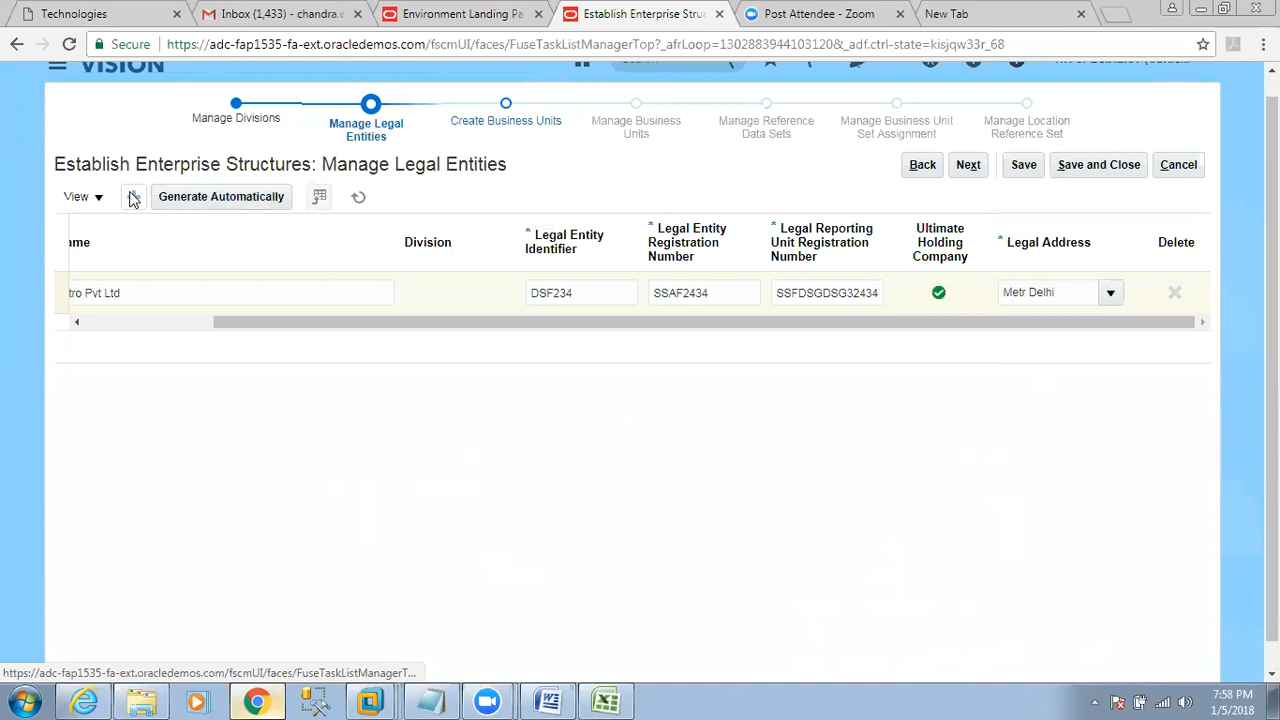 Technologies
Inbox (1,433) - chandra.e
Environment Landing Pa
Establish Enterprise Struc
Post Attendee - Zoom
New Tab
Secure
https://adc-fap1535-fa-ext.oracledemos.com/fscmUI/faces/FuseTaskListManagerTop?_afrLoop=130288394410312​0&_adf.ctrl-state=kisjqw33r_68
VISION
Manage Divisions
Manage Legal
Entities
Create Business Units
Manage Business
Units
Manage Reference
Data Sets
Manage Business Unit
Set Assignment
Manage Location
Reference Set
Establish Enterprise Structures: Manage Legal Entities
Back
Next
Save
Save and Close
Cancel
View
Generate Automatically
ame
Division
* Legal Entity
Identifier
* Legal Entity
Registration
Number
* Legal Reporting
Unit Registration
Number
Ultimate
Holding
Company
* Legal Address
Delete
tro Pvt Ltd
DSF234
SSAF2434
SSFDSGDSG32434
Metr Delhi
https://adc-fap1535-fa-ext.oracledemos.com/fscmUI/faces/FuseTaskListManagerT...
7:58 PM
1/5/2018